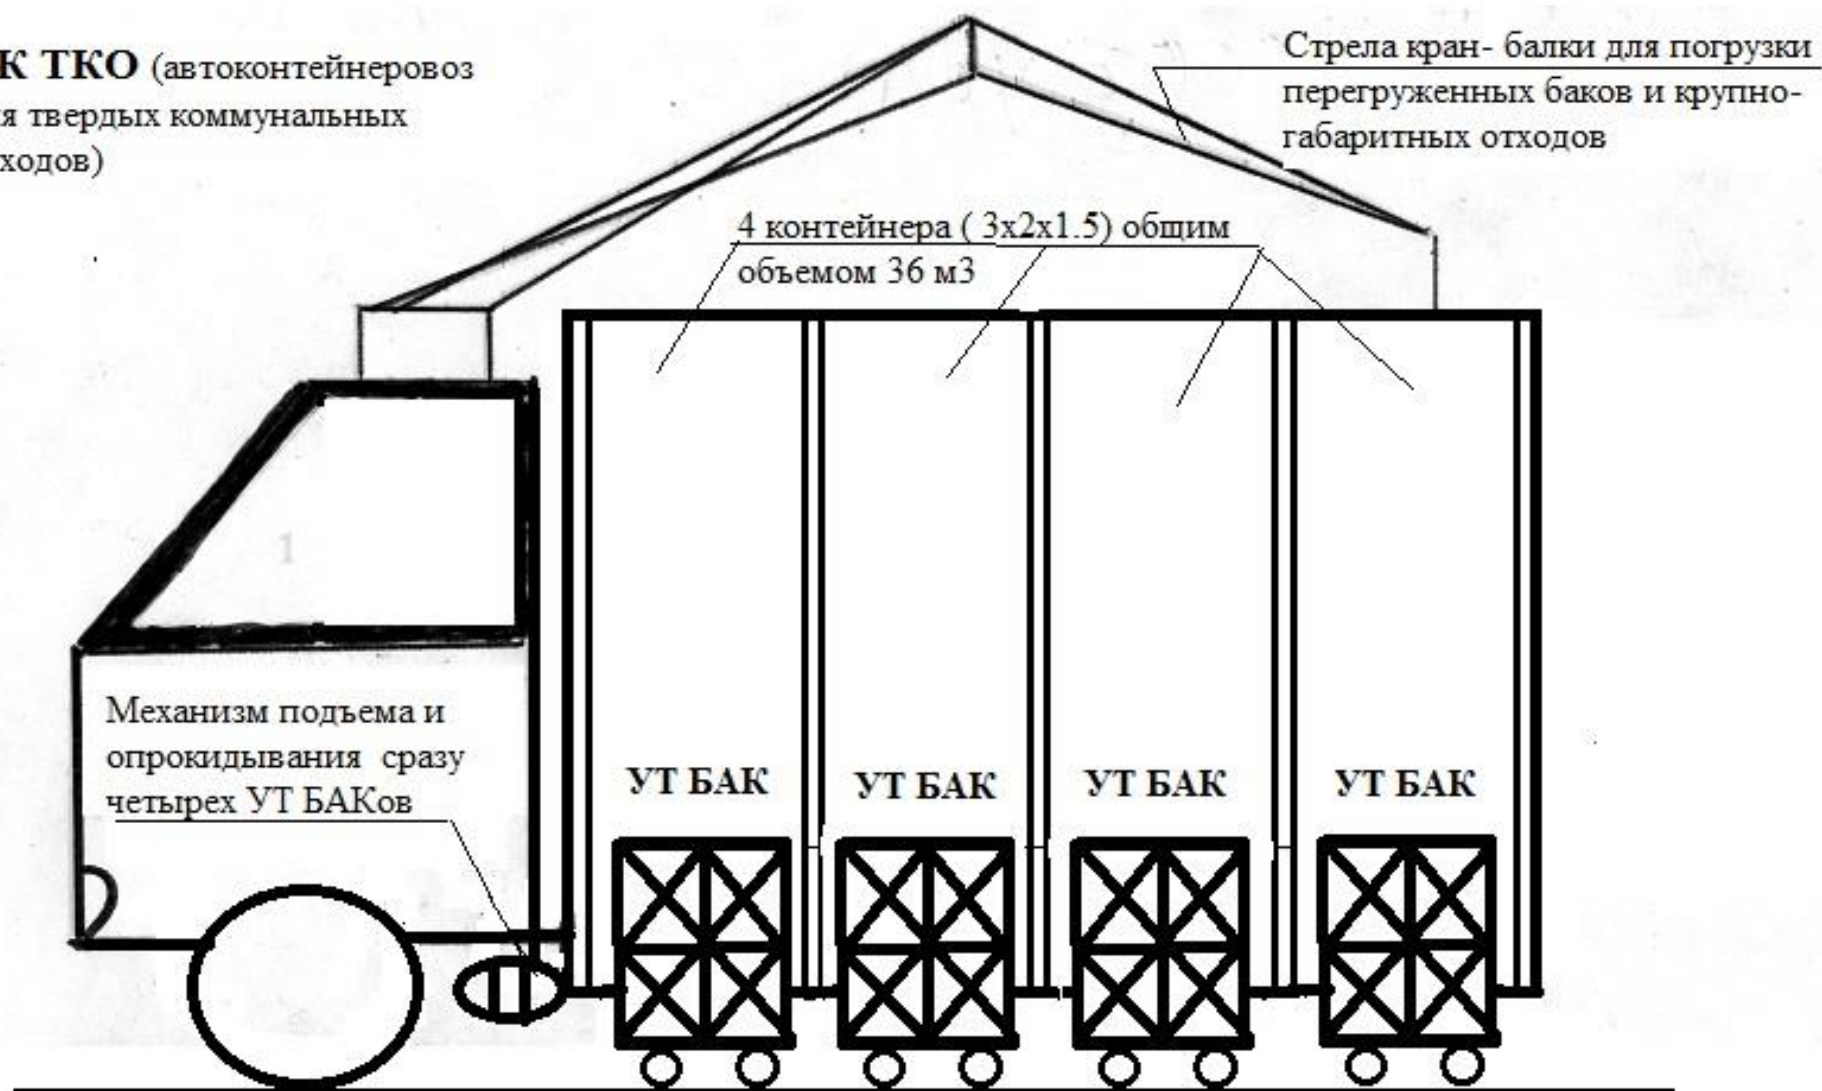 К ТКО (автоконтейнеровоз
я твердых коммунальных
ходов)
Стрела кран- балки для погрузки
перегруженных баков и крупно-
габаритных отходов
4 контейнера ( 3х2х1.5) общим
объемом 36 м3
1
Механизм подъема и
опрокидывания сразу
четырех УТ БАКов
УТ БАК УТ БАК УТ БАК УТ БАК